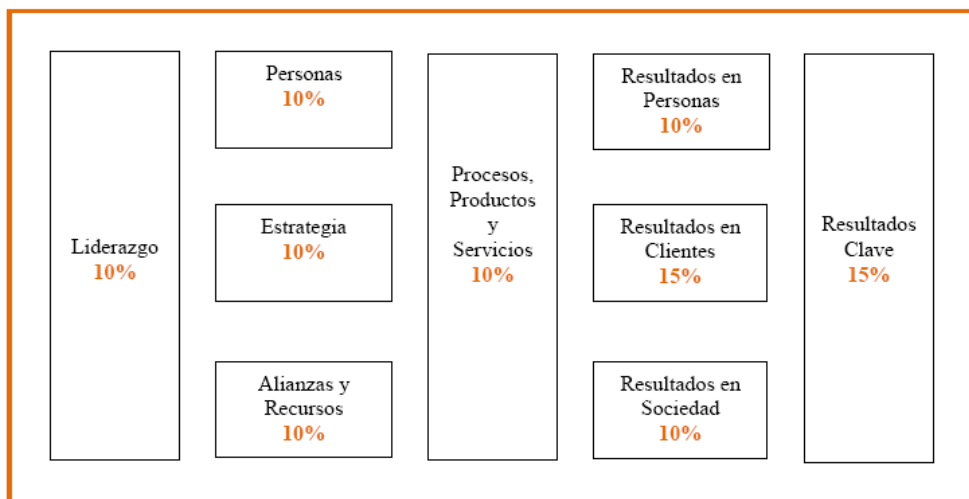 Liderazgo
10%
Personas
10%
Estrategia
10%
Alianzas y
Recursos
10%
Procesos,
Productos
y
Servicios
10%
Resultados en
Personas
10%
Resultados en
Clientes
15%
Resultados en
Sociedad
10%
Resultados
Clave
15%